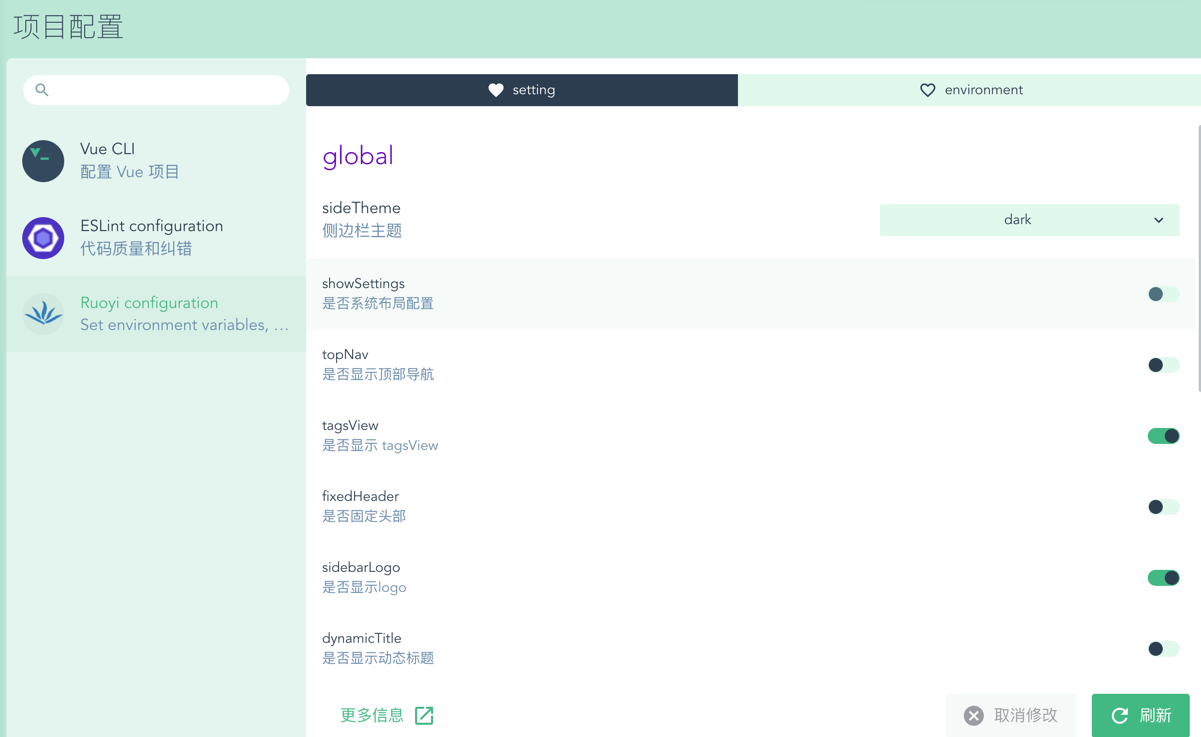 项目配置
Vue CLI
配置 Vue 项目
ESLint configuration
代码质量和纠错
Ruoyi configuration
Set environment variables, ...
setting
environment
global
sideTheme
侧边栏主题
dark
showSettings
是否系统布局配置
topNav
是否显示顶部导航
tagsView
是否显示 tagsView
fixedHeader
是否固定头部
sidebarLogo
是否显示logo
dynamicTitle
是否显示动态标题
更多信息
取消修改
刷新